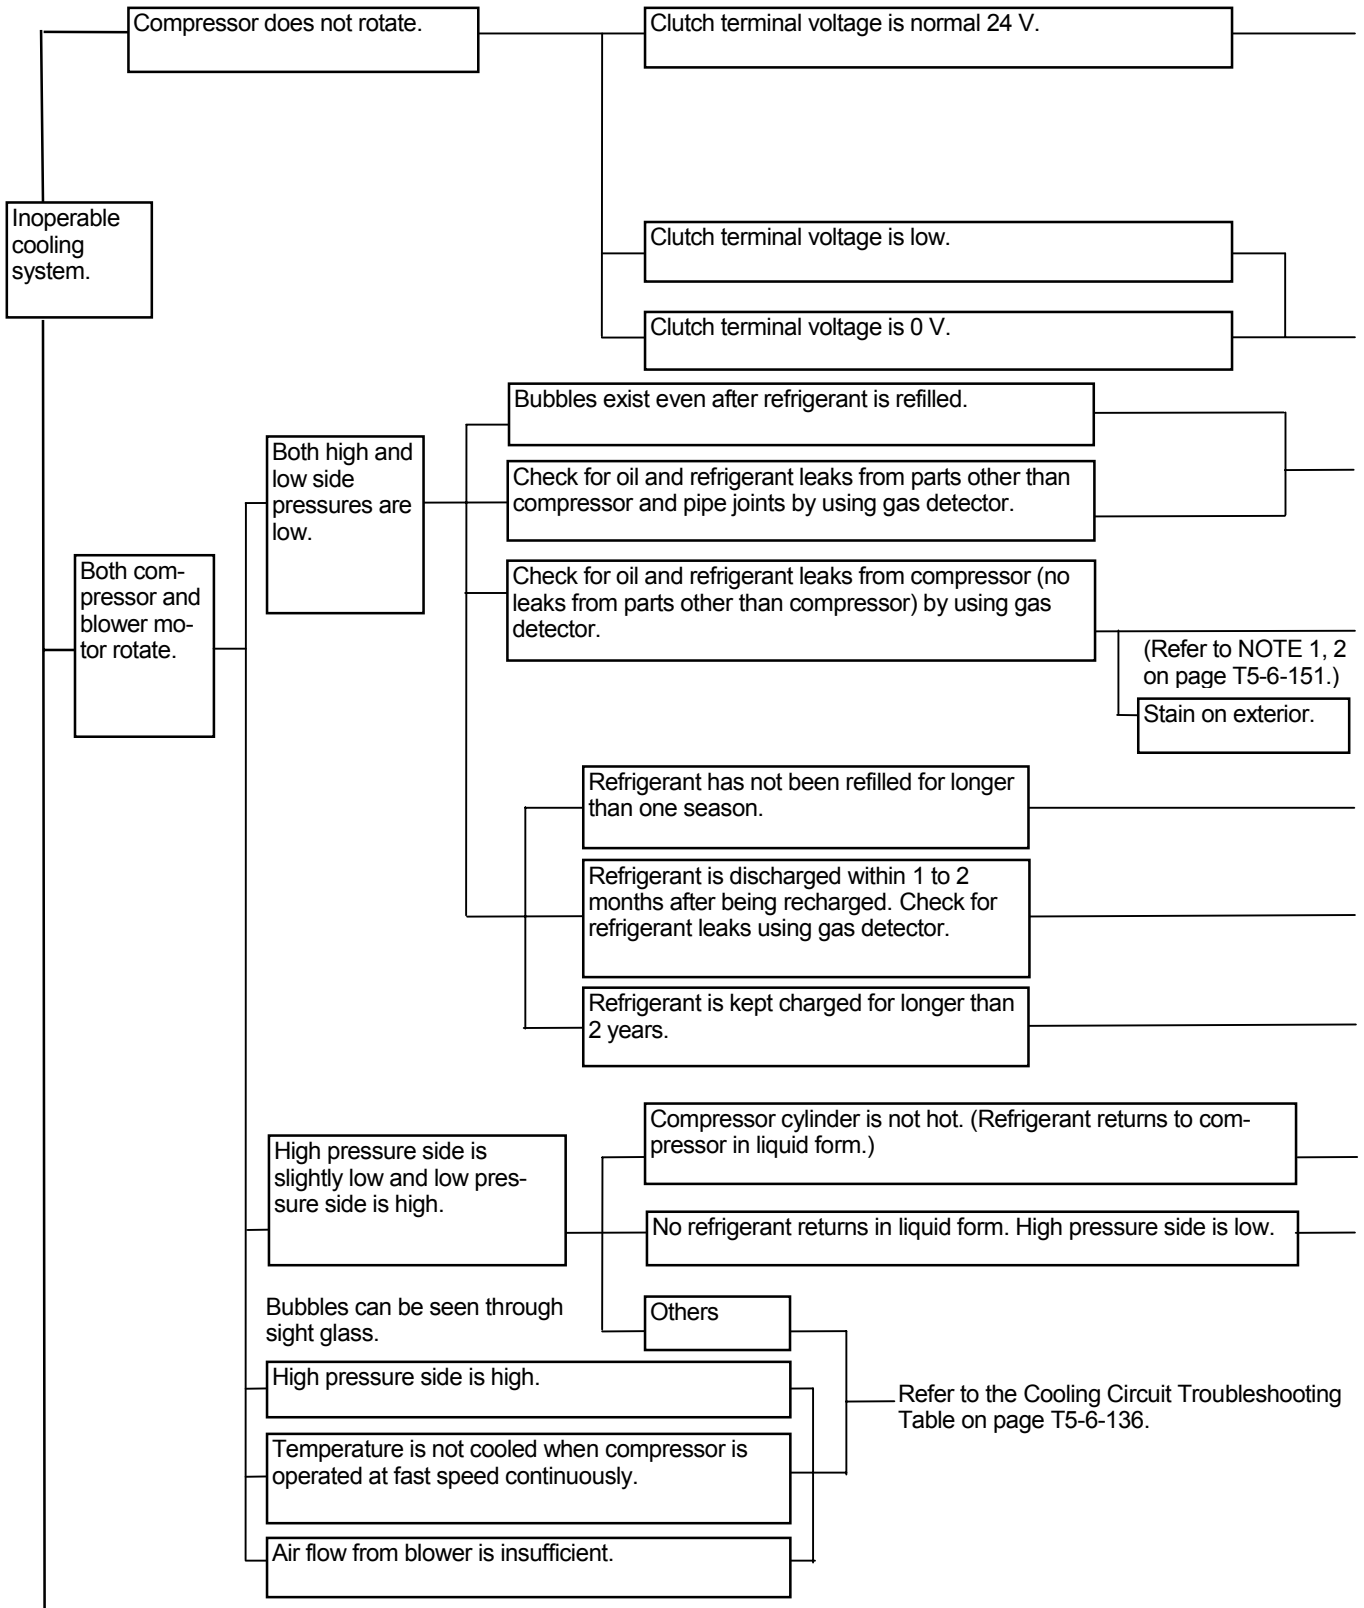 Compressor does not rotate.
Clutch terminal voltage is normal 24 V.
Inoperable
cooling
system.
Clutch terminal voltage is low.
Clutch terminal voltage is 0 V.
Bubbles exist even after refrigerant is refilled.
Both high and
low side
pressures are
low.
Check for oil and refrigerant leaks from parts other than
compressor and pipe joints by using gas detector.
Both com-
pressor and
blower mo-
tor rotate.
Check for oil and refrigerant leaks from compressor (no
leaks from parts other than compressor) by using gas
detector.
(Refer to NOTE 1, 2
on page T5-6-151.)
Stain on exterior.
Refrigerant has not been refilled for longer
than one season.
Refrigerant is discharged within 1 to 2
months after being recharged. Check for
refrigerant leaks using gas detector.
Refrigerant is kept charged for longer than
2 years.
Compressor cylinder is not hot. (Refrigerant returns to com-
pressor in liquid form.)
High pressure side is
slightly low and low pres-
sure side is high.
No refrigerant returns in liquid form. High pressure side is low.
Bubbles can be seen through
sight glass.
Others
High pressure side is high.
Refer to the Cooling Circuit Troubleshooting
Table on page T5-6-136.
Temperature is not cooled when compressor is
operated at fast speed continuously.
Air flow from blower is insufficient.